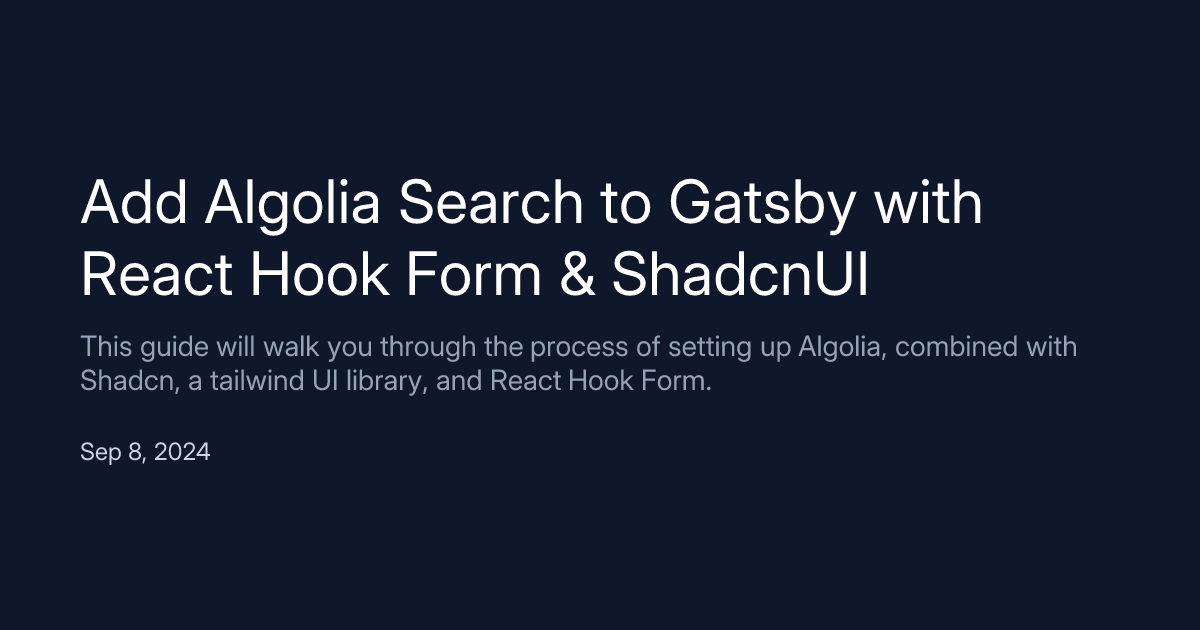 Add Algolia Search to Gatsby with
React Hook Form & ShadcnUI
This guide will walk you through the process of setting up Algolia, combined with
Shadcn, a tailwind UI library, and React Hook Form.
Sep 8, 2024